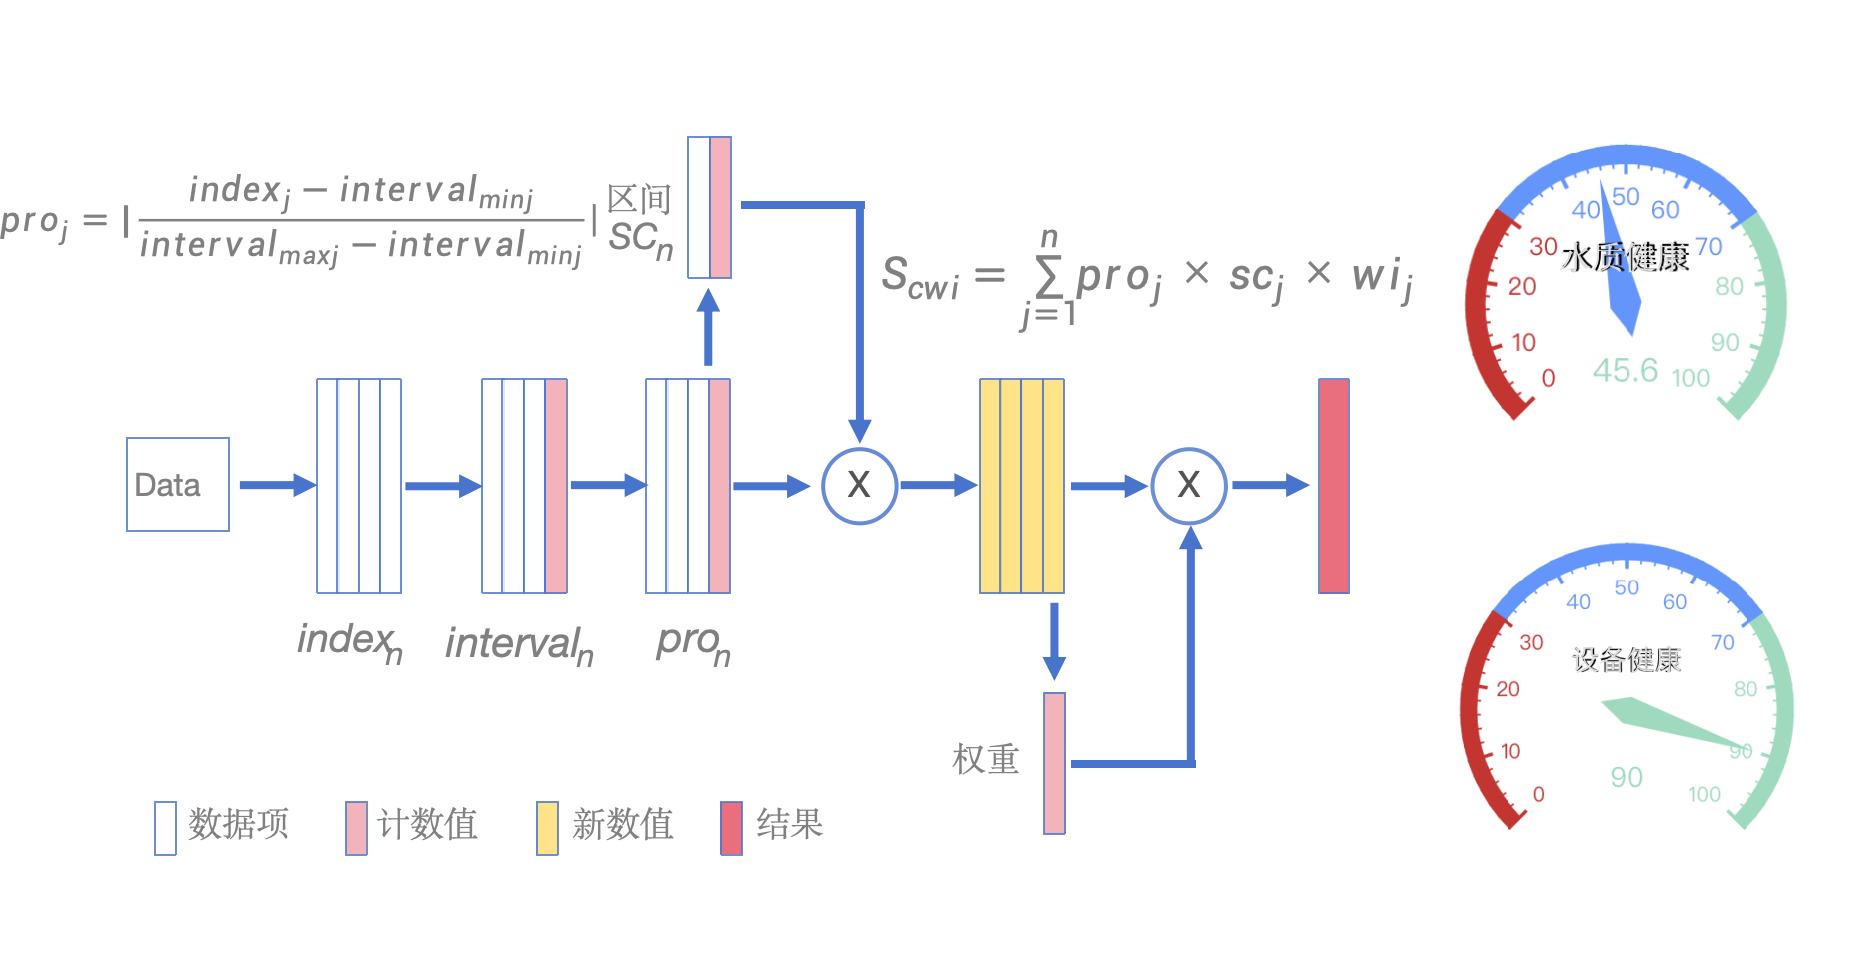 pro_j = | \frac{index_j - interval_{minj}}{interval_{maxj} - interval_{minj}} |
区间
SC_n
S_{cwi} = \sum_{j=1}^{n} pro_j × sc_j × wi_j
Data
X
X
index_n
interval_n
pro_n
权重
数据项
计数值
新数值
结果
0
10
20
30
40
50
60
70
80
90
100
水质健康
45.6
0
10
20
30
40
50
60
70
80
90
100
设备健康
90